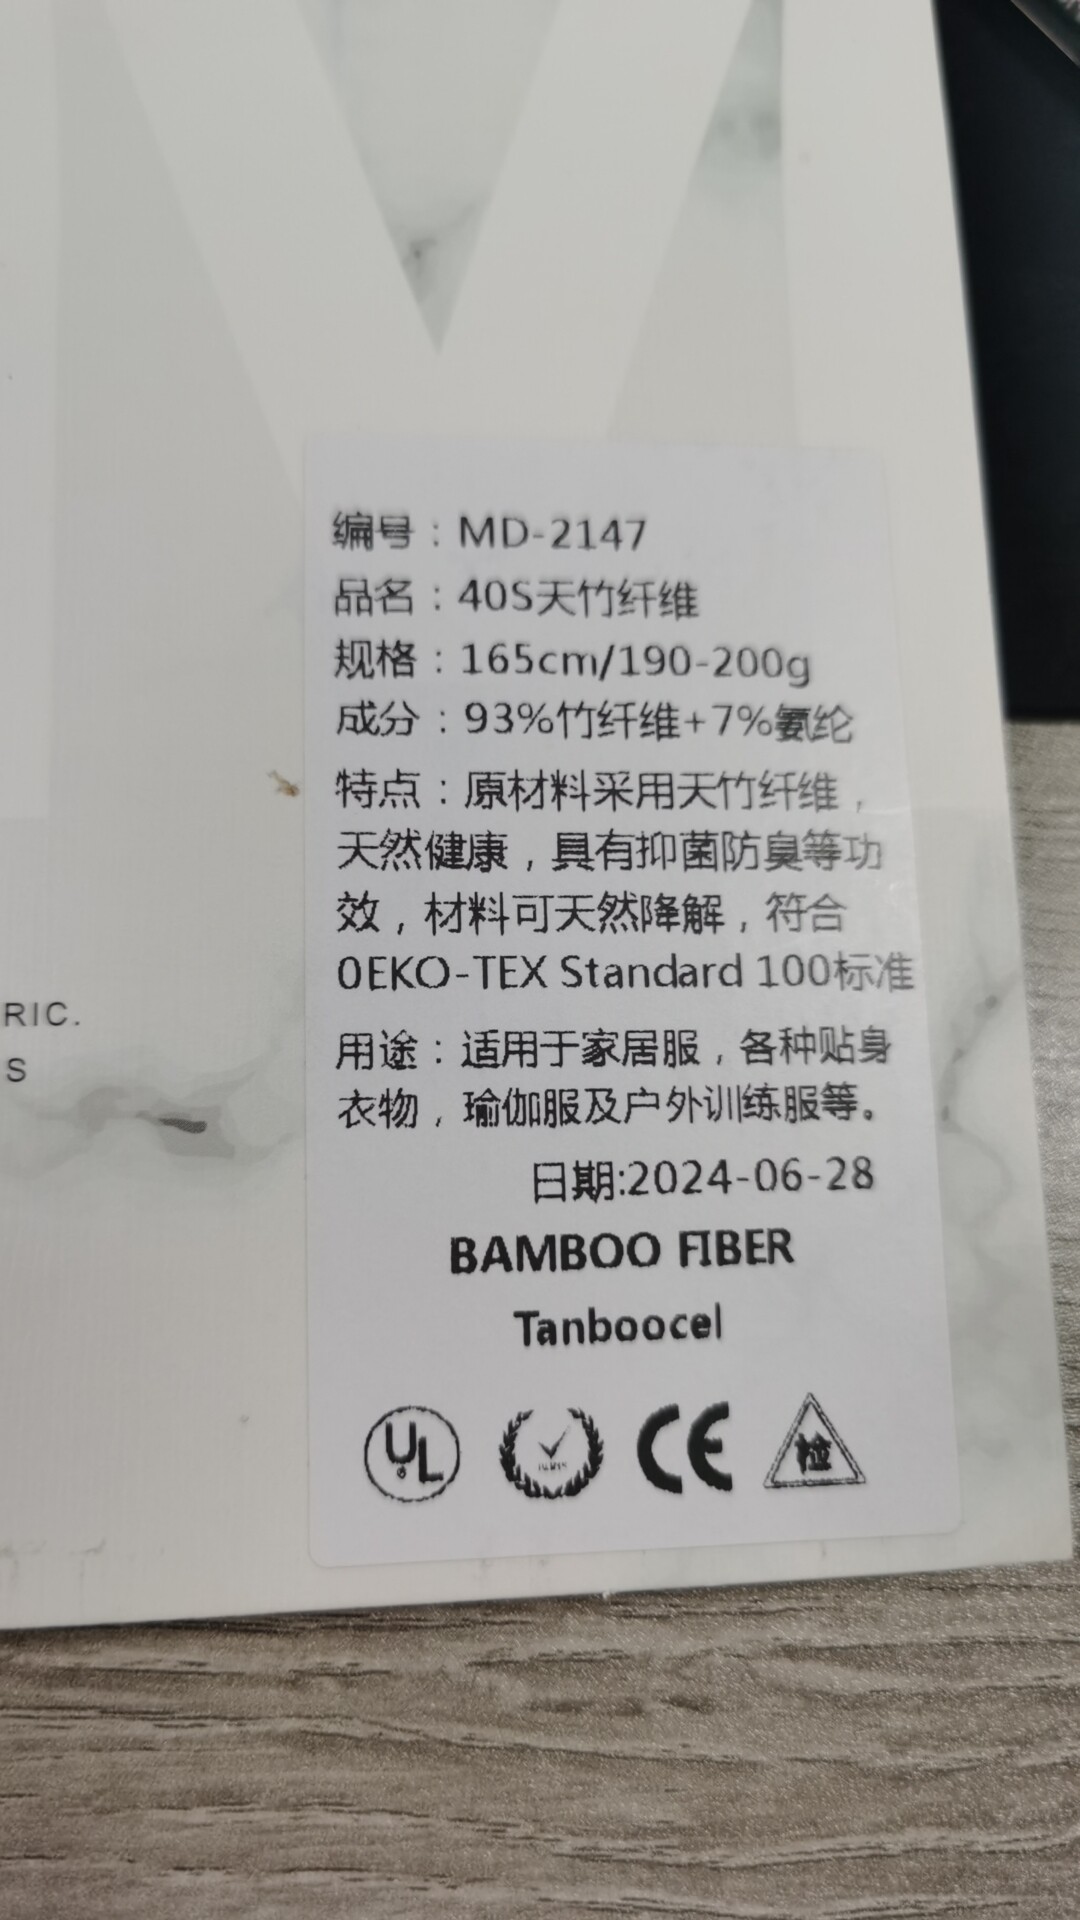 编号：MD-2147
品名：40S天竹纤维
规格：165cm/190-200g
成分：93%竹纤维+7%氨纶
特点：原材料采用天竹纤维，
天然健康，具有抑菌防臭等功
效，材料可天然降解，符合
OEKO-TEX Standard 100标准
用途：适用于家居服，各种贴身
衣物，瑜伽服及户外训练服等。
日期:2024-06-28
BAMBOO FIBER
Tanboocel
UL
CE
检
RIC.
S